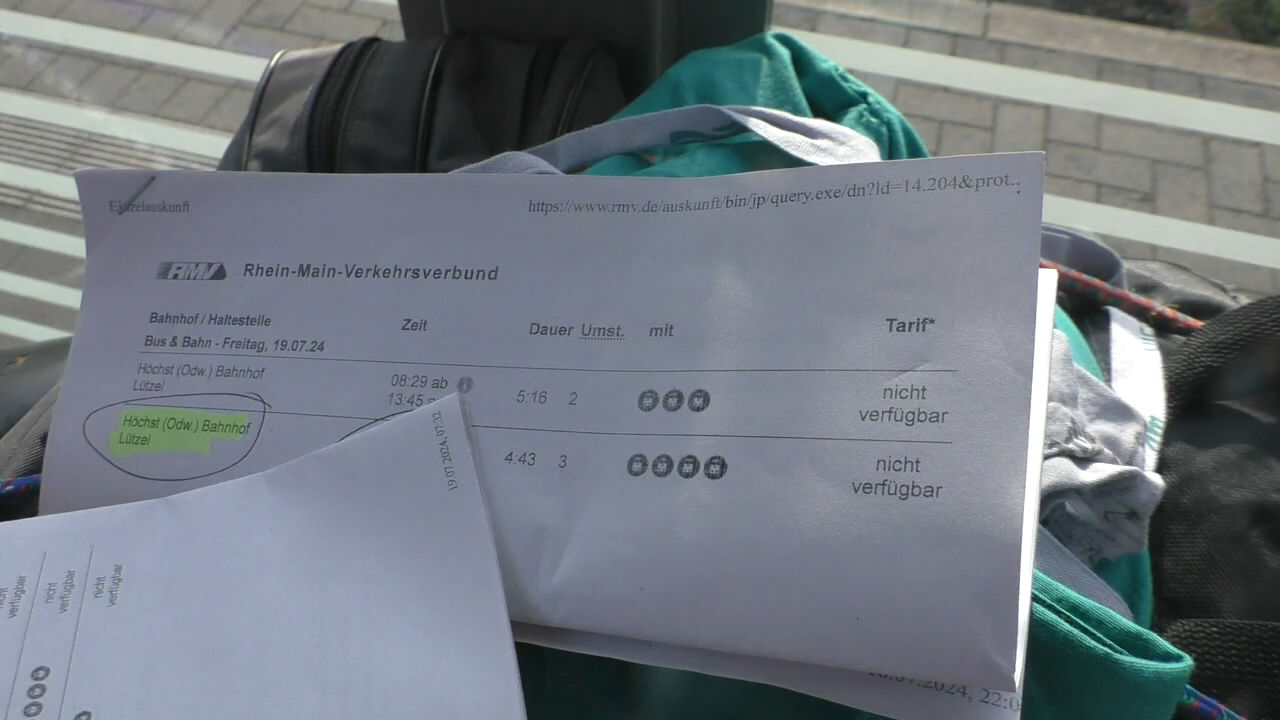 Einzelauskunft
https://www.rmv.de/auskunft/bin/jp/query.exe/dn?ld=14.204&prot...
RMV Rhein-Main-Verkehrsverbund
Bahnhof / Haltestelle Zeit Dauer Umst. mit Tarif*
Bus & Bahn - Freitag, 19.07.24
Höchst (Odw.) Bahnhof 08:29 ab 5:16 2 nicht
Lützel 13:45 verfügbar
Höchst (Odw.) Bahnhof 4:43 3 nicht
Lützel verfügbar
19.07.2024, 07:32
nicht
verfügbar
nicht
verfügbar
nicht
verfügbar
.2024, 22:0